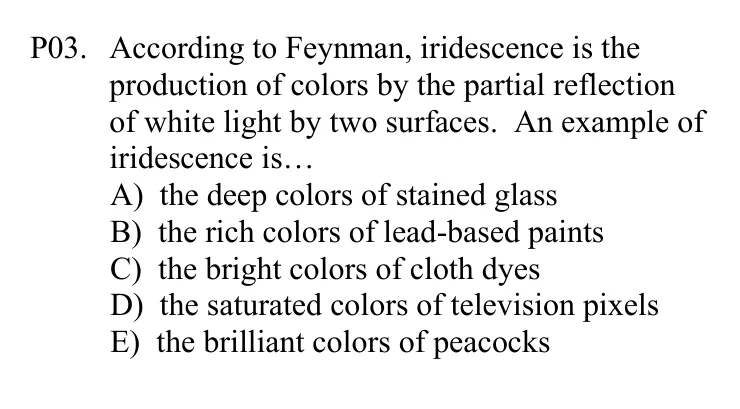 P03. According to Feynman, iridescence is the
production of colors by the partial reflection
of white light by two surfaces. An example of
iridescence is…
A) the deep colors of stained glass
B) the rich colors of lead-based paints
C) the bright colors of cloth dyes
D) the saturated colors of television pixels
E) the brilliant colors of peacocks